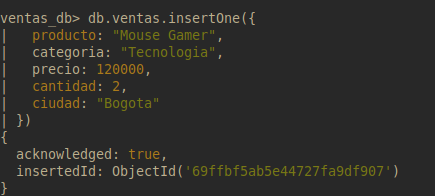 ventas_db> db.ventas.insertOne({
|   producto: "Mouse Gamer",
|   categoria: "Tecnologia",
|   precio: 120000,
|   cantidad: 2,
|   ciudad: "Bogota"
| })
{
  acknowledged: true,
  insertedId: ObjectId('69ffbf5ab5e44727fa9df907')
}